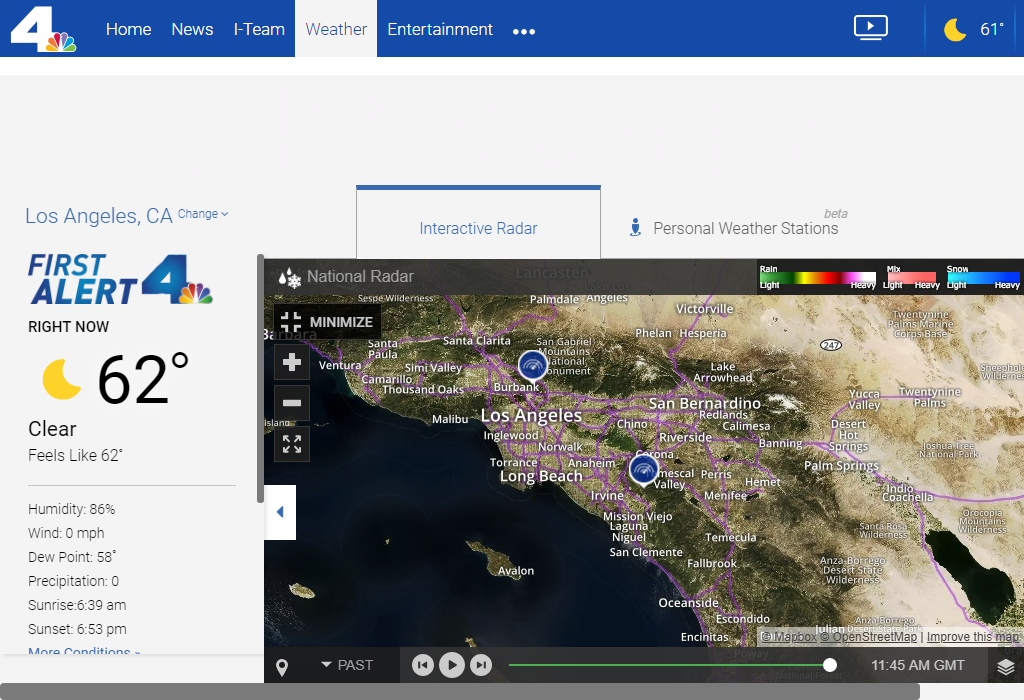 4
Home
News
I-Team
Weather
Entertainment
•••
61°
Los Angeles, CA Change
Interactive Radar
Personal Weather Stations
beta
FIRST
ALERT 4
RIGHT NOW
62°
Clear
Feels Like 62°
Humidity: 86%
Wind: 0 mph
Dew Point: 58°
Precipitation: 0
Sunrise:6:39 am
Sunset: 6:53 pm
More Conditions »
National Radar
Rain
Light Heavy
Mix
Light Heavy
Snow
Light Heavy
MINIMIZE
Lancaster
Sespe Wilderness
Palmdale
Angeles
Victorville
Twentynine
Palms Marine
Corps Base
Barbara
Santa
Paula
Santa Clarita
San Gabriel
Mountains
National
Phelan
Hesperia
247
Ventura
Simi Valley
Camarillo
Thousand Oaks
Burbank
Lake
Arrowhead
Yucca
Valley
Twentynine
Palms
Island
Malibu
Los Angeles
San Bernardino
Redlands
Calimesa
Chino
Desert
Hot
Springs
Inglewood
Norwalk
Riverside
Banning
Joshua Tree
National Park
Torrance
Anaheim
Corona
Palm Springs
Long Beach
Valley
Perris
Hemet
Irvine
Menifee
Indio
Coachella
Mission Viejo
Laguna
Niguel
Orocopia
Mountains
Wilderness
Santa Rosa
Wilderness
San Clemente
Temecula
Avalon
Fallbrook
Anza-Borrego
Desert State
Wilderness
Oceanside
Escondido
Encinitas
Julian
Poway
© Mapbox © OpenStreetMap | Improve this map
PAST
11:45 AM GMT